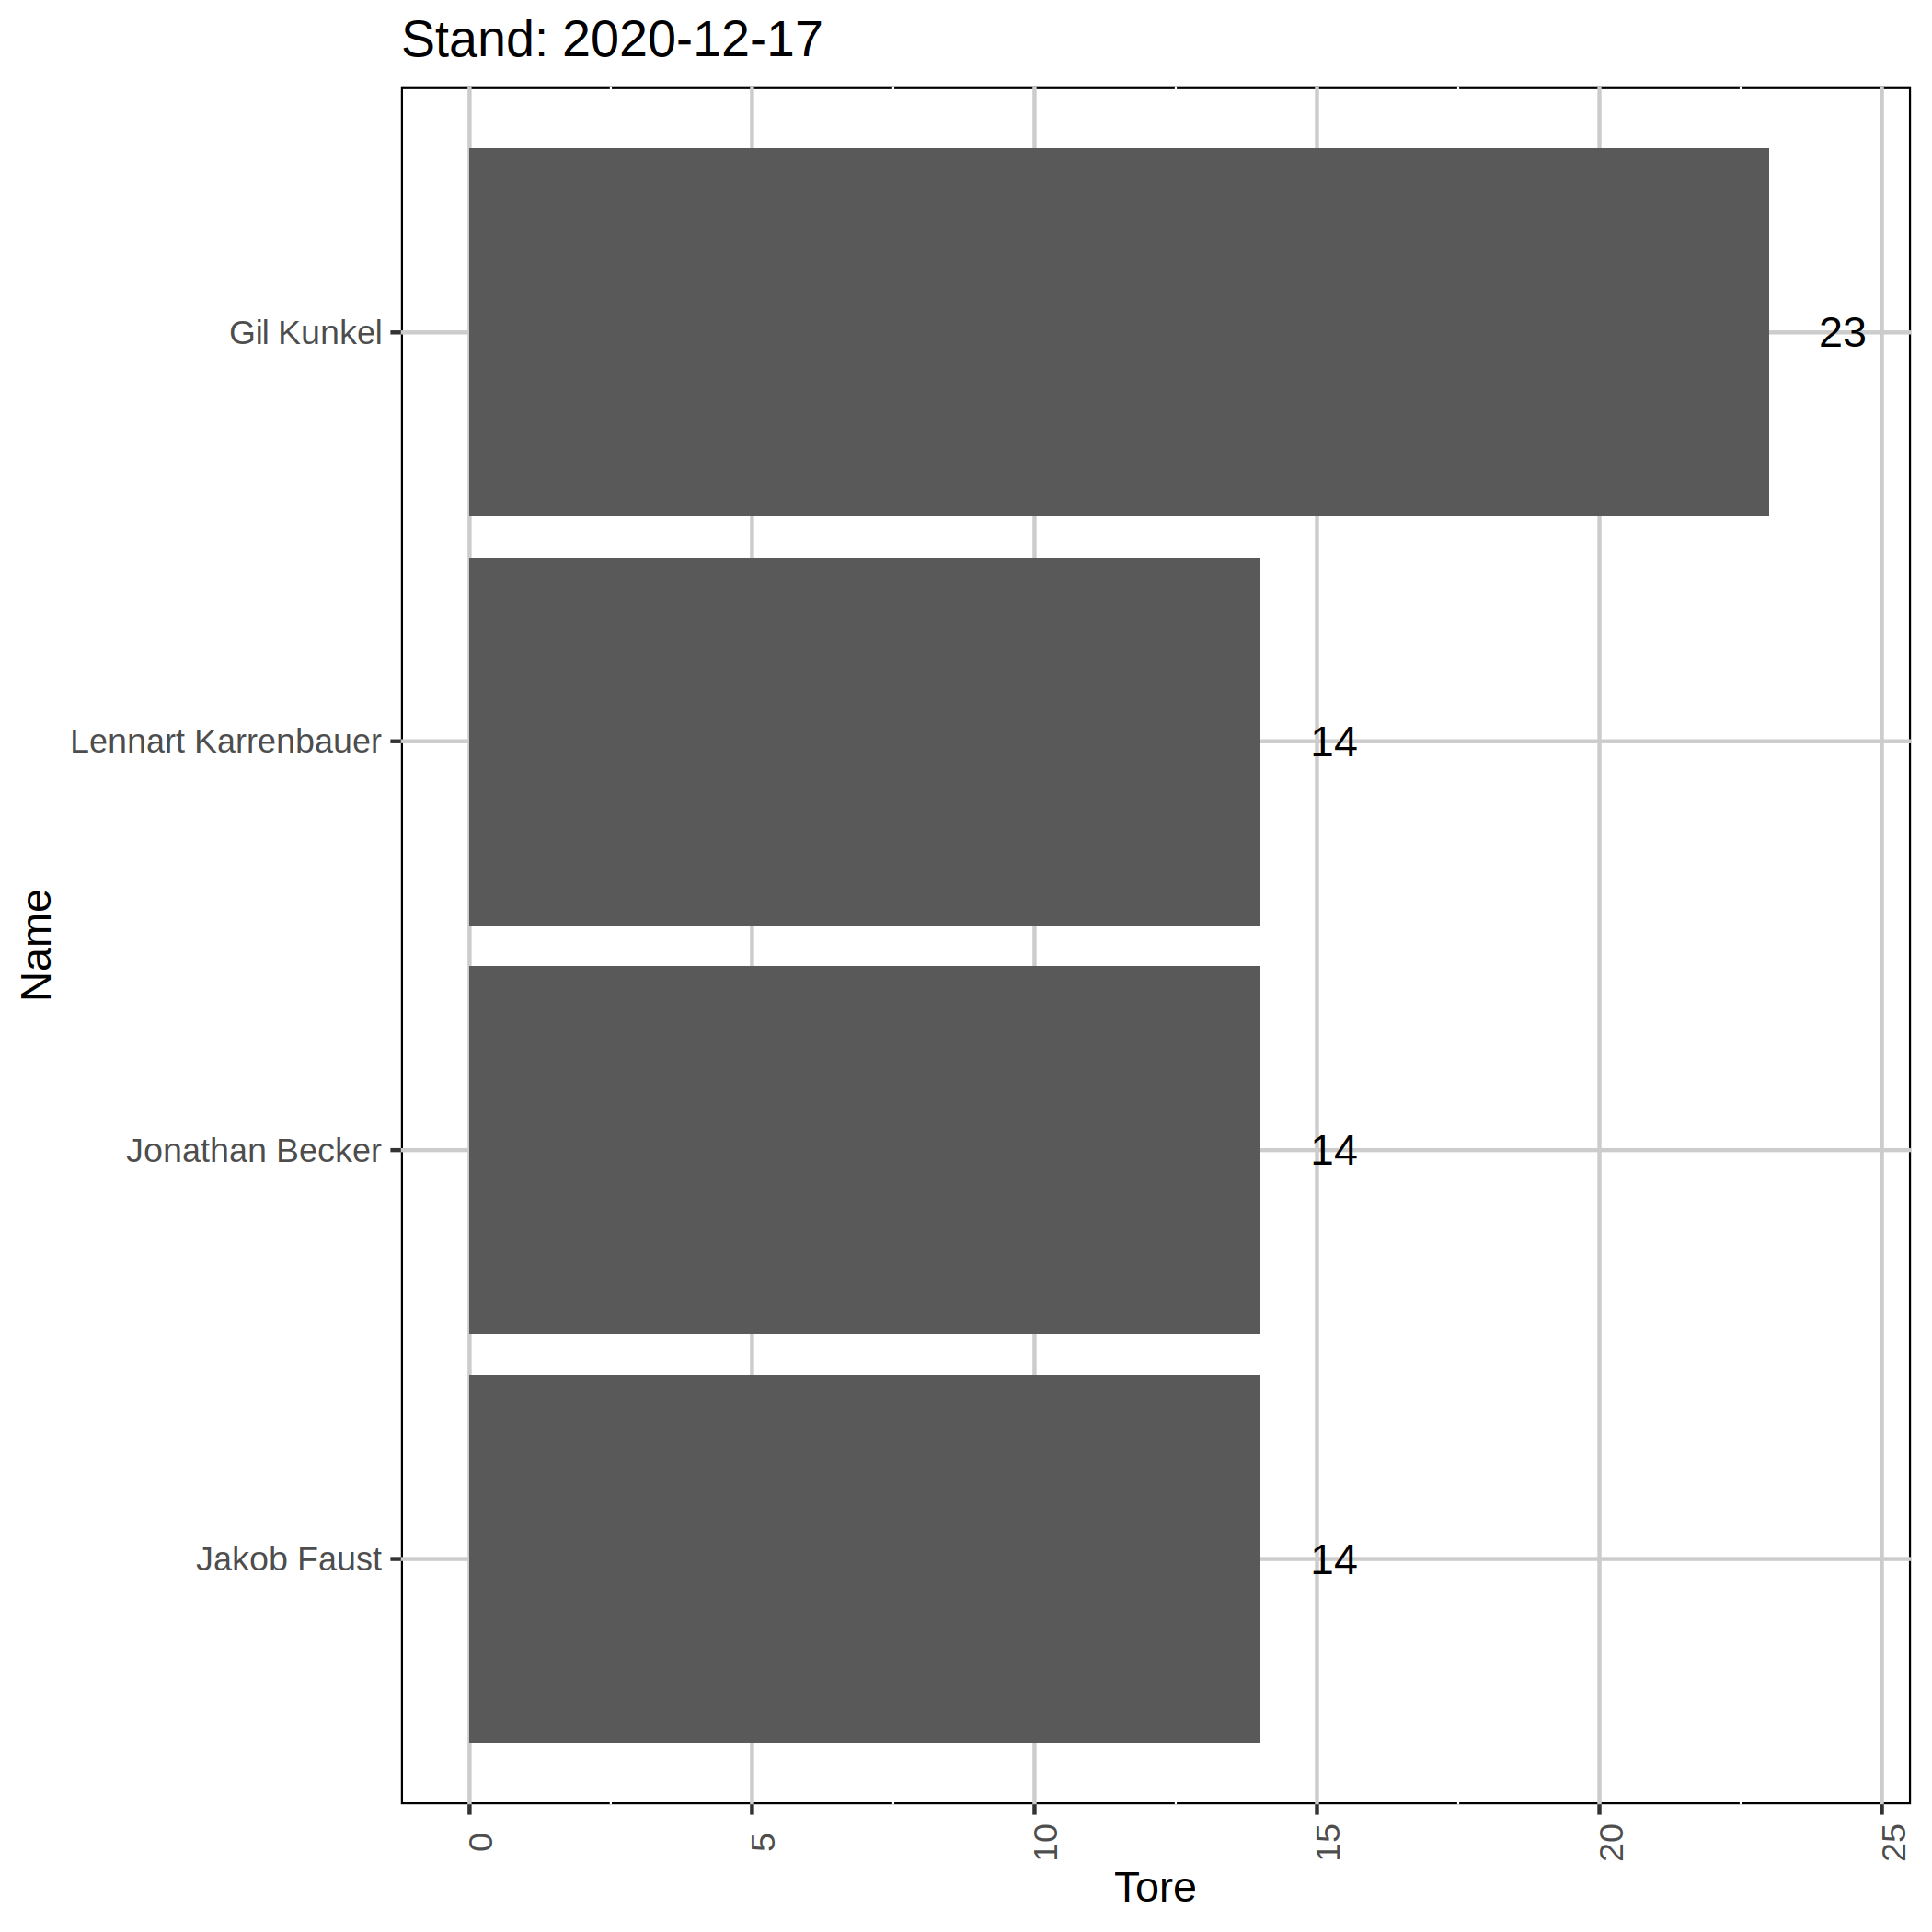 Stand: 2020-12-17
Gil Kunkel
23
Lennart Karrenbauer
14
Jonathan Becker
14
Jakob Faust
14
Name
0 5 10 15 20 25
Tore